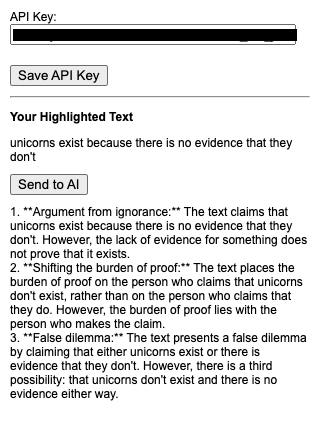 API Key:
Save API Key
Your Highlighted Text
unicorns exist because there is no evidence that they
don't
Send to AI
1. **Argument from ignorance:** The text claims that
unicorns exist because there is no evidence that they
don't. However, the lack of evidence for something does
not prove that it exists.
2. **Shifting the burden of proof:** The text places the
burden of proof on the person who claims that unicorns
don't exist, rather than on the person who claims that
they do. However, the burden of proof lies with the
person who makes the claim.
3. **False dilemma:** The text presents a false dilemma
by claiming that either unicorns exist or there is
evidence that they don't. However, there is a third
possibility: that unicorns don't exist and there is no
evidence either way.